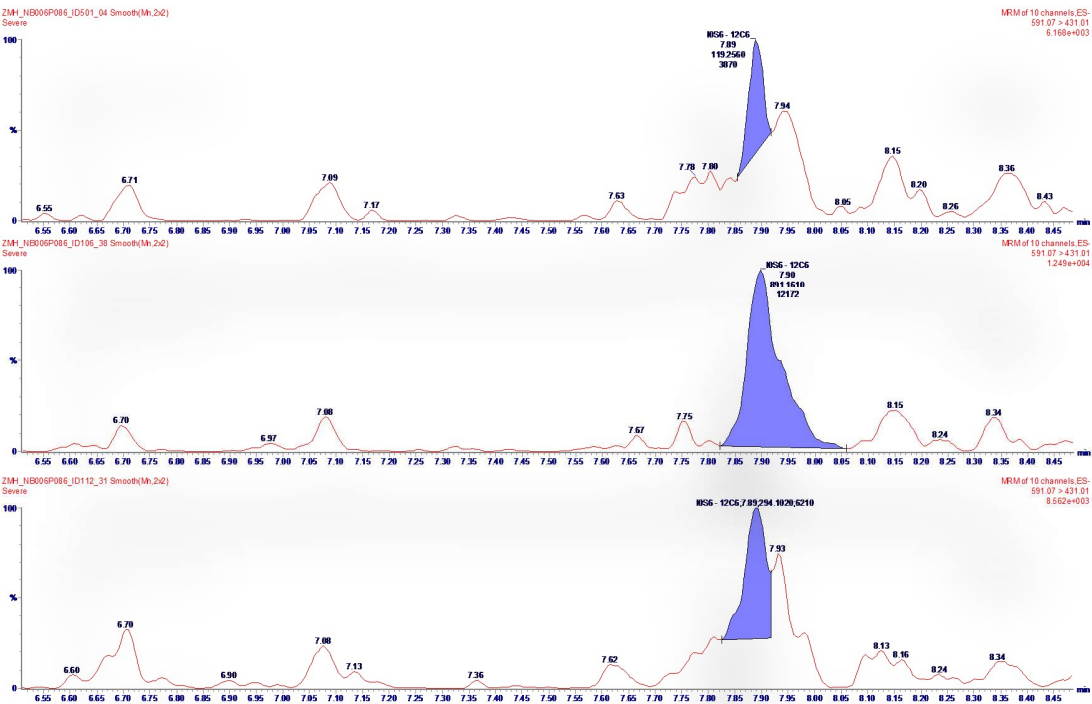 ZMH_NB006P086_ID501_04 Smooth(Mn,2x2)
Severe
MRM of 10 channels,ES-
591.07 > 431.01
6.168e+003
100
%
0
I0S6 - 12C6
7.89
119.2560
3870
6.55
6.71
7.09
7.17
7.63
7.78
7.80
7.94
8.05
8.15
8.20
8.26
8.36
8.43
6.55 6.60 6.65 6.70 6.75 6.80 6.85 6.90 6.95 7.00 7.05 7.10 7.15 7.20 7.25 7.30 7.35 7.40 7.45 7.50 7.55 7.60 7.65 7.70 7.75 7.80 7.85 7.90 7.95 8.00 8.05 8.10 8.15 8.20 8.25 8.30 8.35 8.40 8.45 min
ZMH_NB006P086_ID106_38 Smooth(Mn,2x2)
Severe
MRM of 10 channels,ES-
591.07 > 431.01
1.249e+004
100
%
0
I0S6 - 12C6
7.90
891.1610
12172
6.70
6.97
7.08
7.67
7.75
8.15
8.24
8.34
6.55 6.60 6.65 6.70 6.75 6.80 6.85 6.90 6.95 7.00 7.05 7.10 7.15 7.20 7.25 7.30 7.35 7.40 7.45 7.50 7.55 7.60 7.65 7.70 7.75 7.80 7.85 7.90 7.95 8.00 8.05 8.10 8.15 8.20 8.25 8.30 8.35 8.40 8.45 min
ZMH_NB006P086_ID112_31 Smooth(Mn,2x2)
Severe
MRM of 10 channels,ES-
591.07 > 431.01
8.562e+003
100
%
0
I0S6 - 12C6;7.89;294.1020;6210
6.60
6.70
6.90
7.08
7.13
7.36
7.62
7.93
8.13
8.16
8.24
8.34
6.55 6.60 6.65 6.70 6.75 6.80 6.85 6.90 6.95 7.00 7.05 7.10 7.15 7.20 7.25 7.30 7.35 7.40 7.45 7.50 7.55 7.60 7.65 7.70 7.75 7.80 7.85 7.90 7.95 8.00 8.05 8.10 8.15 8.20 8.25 8.30 8.35 8.40 8.45 min